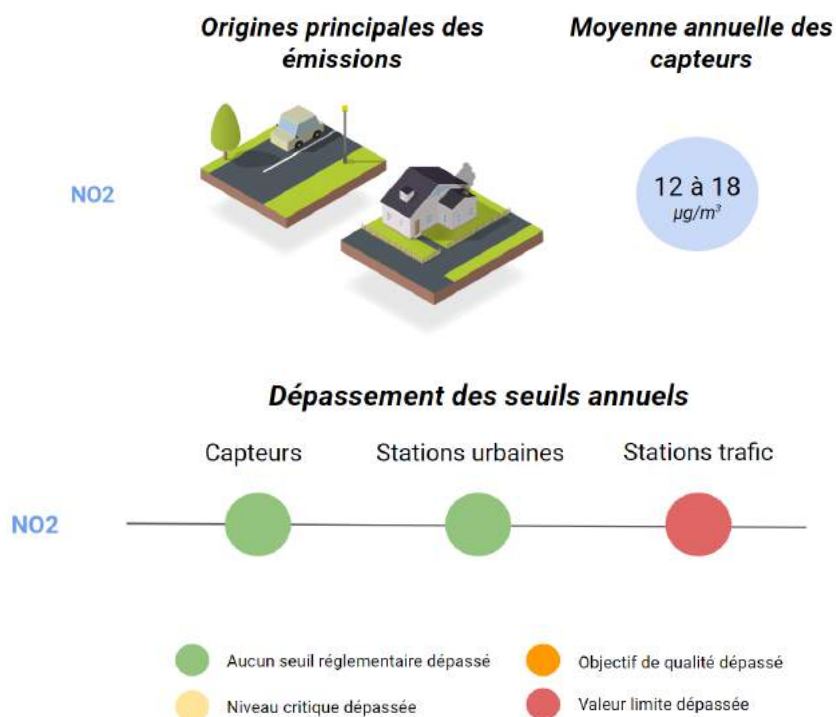 Origines principales des
émissions
Moyenne annuelle des
capteurs
NO2
12 à 18
µg/m³
Dépassement des seuils annuels
Capteurs
Stations urbaines
Stations trafic
NO2
Aucun seuil réglementaire dépassé
Objectif de qualité dépassé
Niveau critique dépassée
Valeur limite dépassée